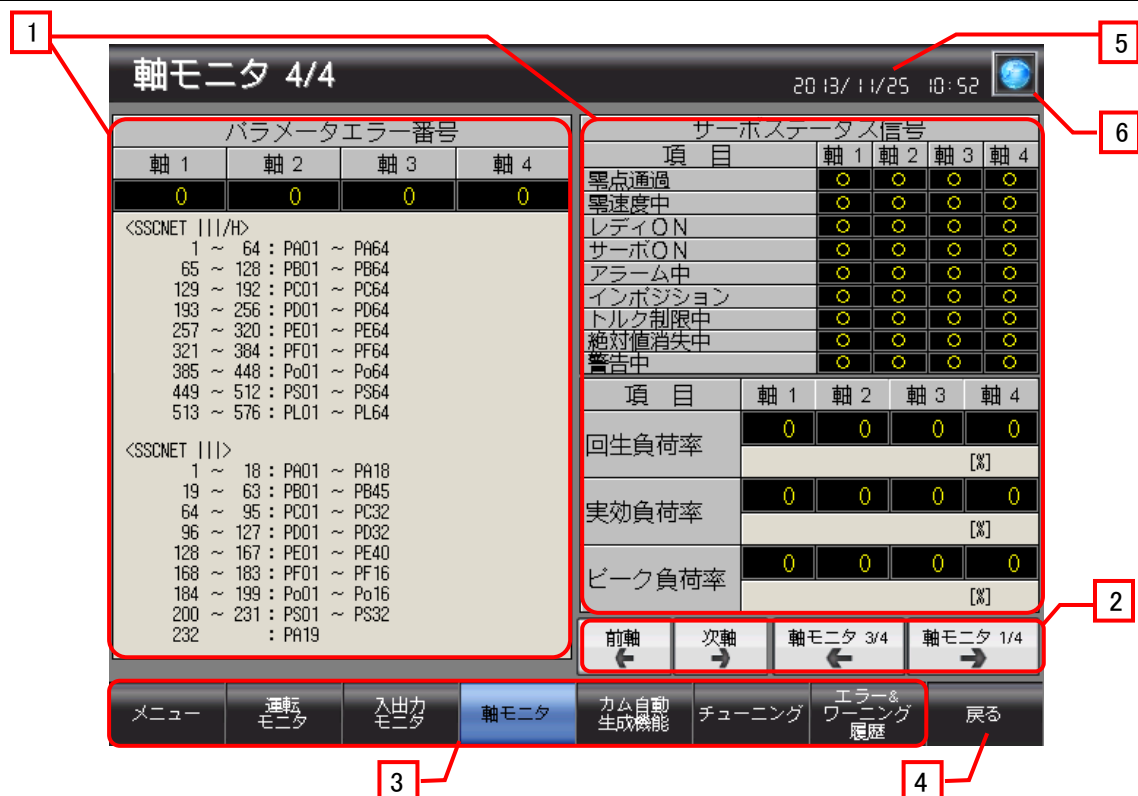 1
5
軸モニタ 4/4
2013/11/25 10:52
6
パラメータエラー番号
軸 1 軸 2 軸 3 軸 4
0 0 0 0
<SSCNET |||/H>
1 ~ 64 : PA01 ~ PA64
65 ~ 128 : PB01 ~ PB64
129 ~ 192 : PC01 ~ PC64
193 ~ 256 : PD01 ~ PD64
257 ~ 320 : PE01 ~ PE64
321 ~ 384 : PF01 ~ PF64
385 ~ 448 : Po01 ~ Po64
449 ~ 512 : PS01 ~ PS64
513 ~ 576 : PL01 ~ PL64
<SSCNET |||>
1 ~ 18 : PA01 ~ PA18
19 ~ 63 : PB01 ~ PB45
64 ~ 95 : PC01 ~ PC32
96 ~ 127 : PD01 ~ PD32
128 ~ 167 : PE01 ~ PE40
168 ~ 183 : PF01 ~ PF16
184 ~ 199 : Po01 ~ Po16
200 ~ 231 : PS01 ~ PS32
232 : PA19
サーボステータス信号
項 目 軸 1 軸 2 軸 3 軸 4
零点通過 ○ ○ ○ ○
零速度中 ○ ○ ○ ○
レディON ○ ○ ○ ○
サーボON ○ ○ ○ ○
アラーム中 ○ ○ ○ ○
インポジション ○ ○ ○ ○
トルク制限中 ○ ○ ○ ○
絶対値消失中 ○ ○ ○ ○
警告中 ○ ○ ○ ○
項 目 軸 1 軸 2 軸 3 軸 4
回生負荷率 0 0 0 0
[%]
実効負荷率 0 0 0 0
[%]
ピーク負荷率 0 0 0 0
[%]
2
前軸 次軸 軸モニタ 3/4 軸モニタ 1/4
← → ← →
メニュー
運転
モニタ
入出力
モニタ
軸モニタ
カム自動
生成機能
チューニング
エラー&
ワーニング
履歴
戻る
3
4